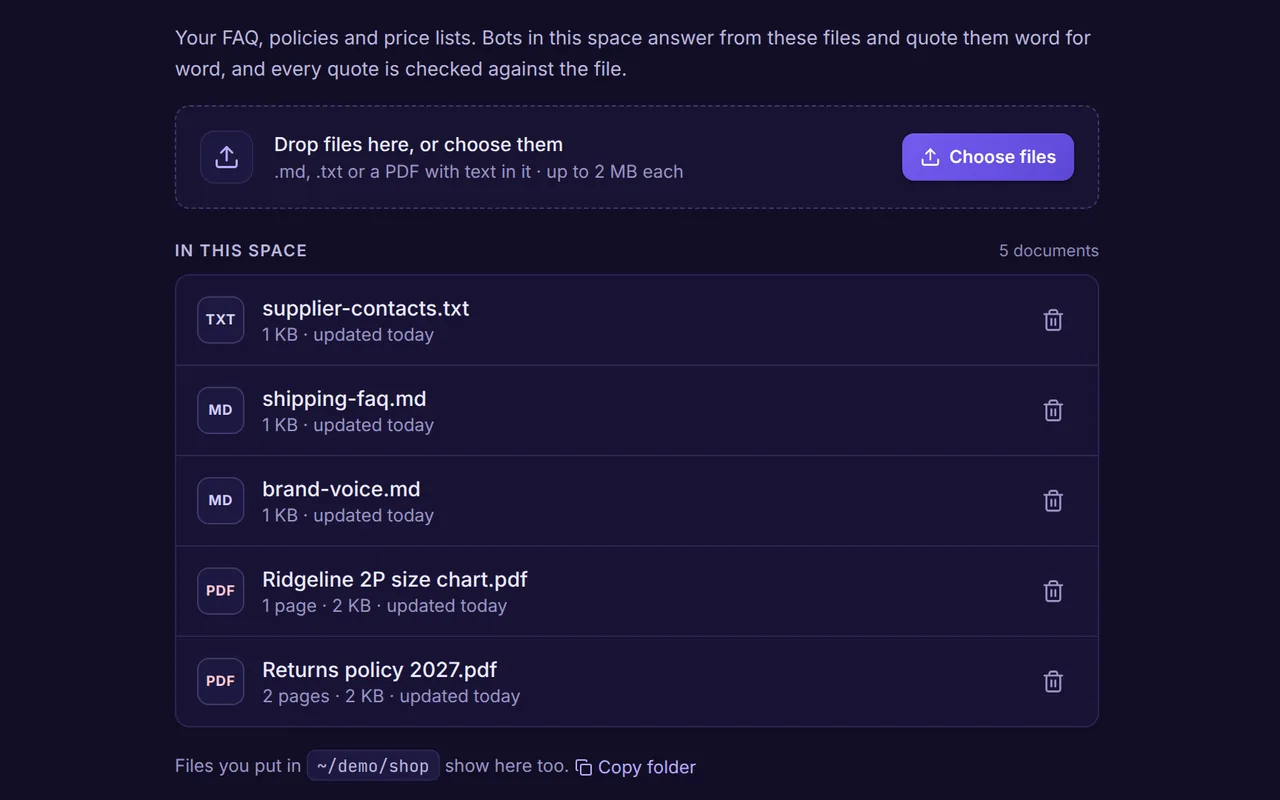 Your FAQ, policies and price lists. Bots in this space answer from these files and quote them word for
word, and every quote is checked against the file.
Drop files here, or choose them
.md, .txt or a PDF with text in it · up to 2 MB each
Choose files
IN THIS SPACE
5 documents
TXT
supplier-contacts.txt
1 KB · updated today
MD
shipping-faq.md
1 KB · updated today
MD
brand-voice.md
1 KB · updated today
PDF
Ridgeline 2P size chart.pdf
1 page · 2 KB · updated today
PDF
Returns policy 2027.pdf
2 pages · 2 KB · updated today
Files you put in ~/demo/shop show here too. Copy folder